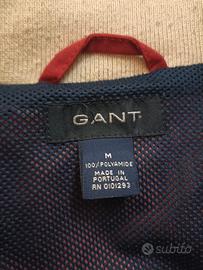 GANT
M
100% POLYAMIDE
MADE IN
PORTUGAL
RN 0101293
subito